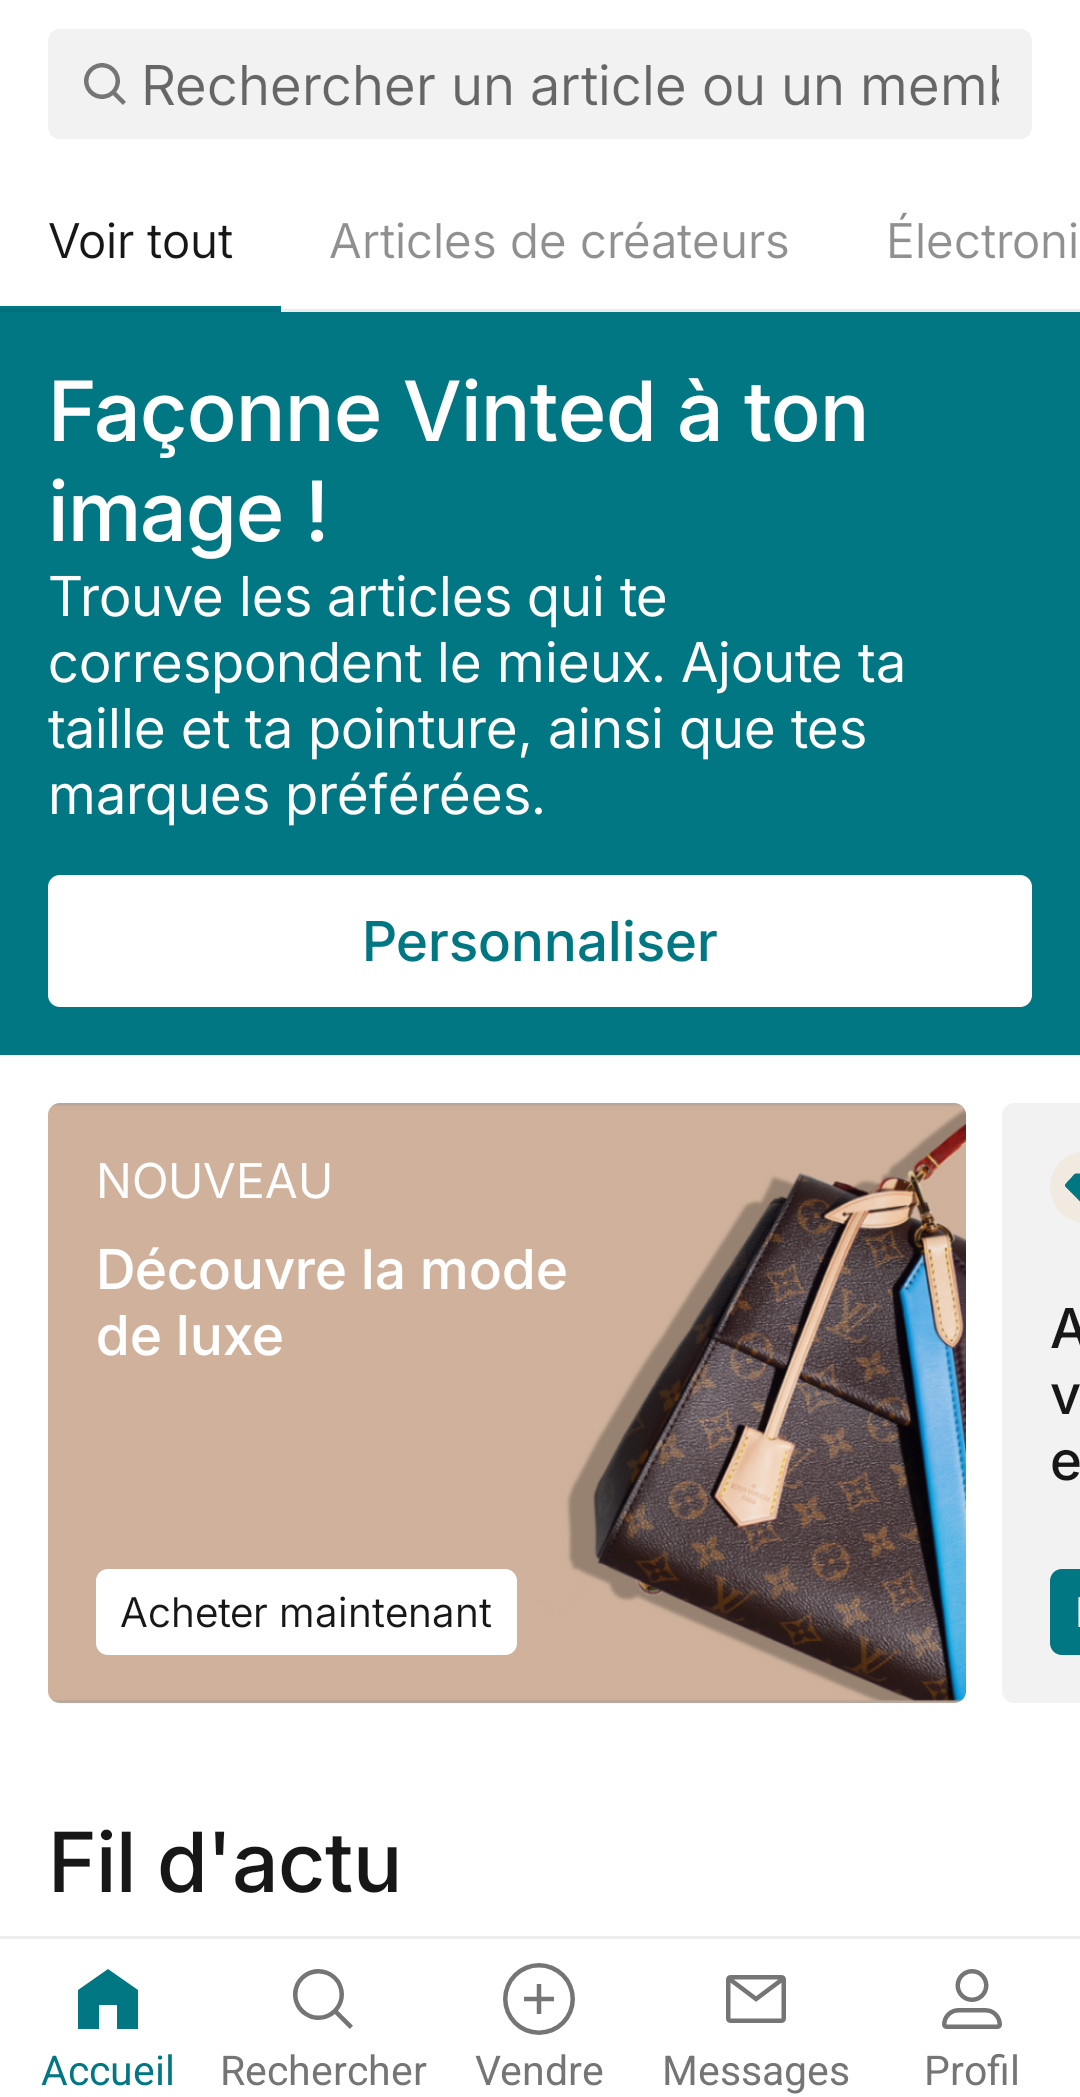 Rechercher un article ou un
Voir tout
Articles de créateurs
Façonne Vinted à ton
image !
Trouve les articles qui te
correspondent le mieux. Ajoute ta
taille et ta pointure, ainsi que tes
marques préférées.
Personnaliser
NOUVEAU
Découvre la mode
de luxe
Acheter maintenant
Fil d'actu
Accueil
Rechercher
Vendre
Messages
Profil